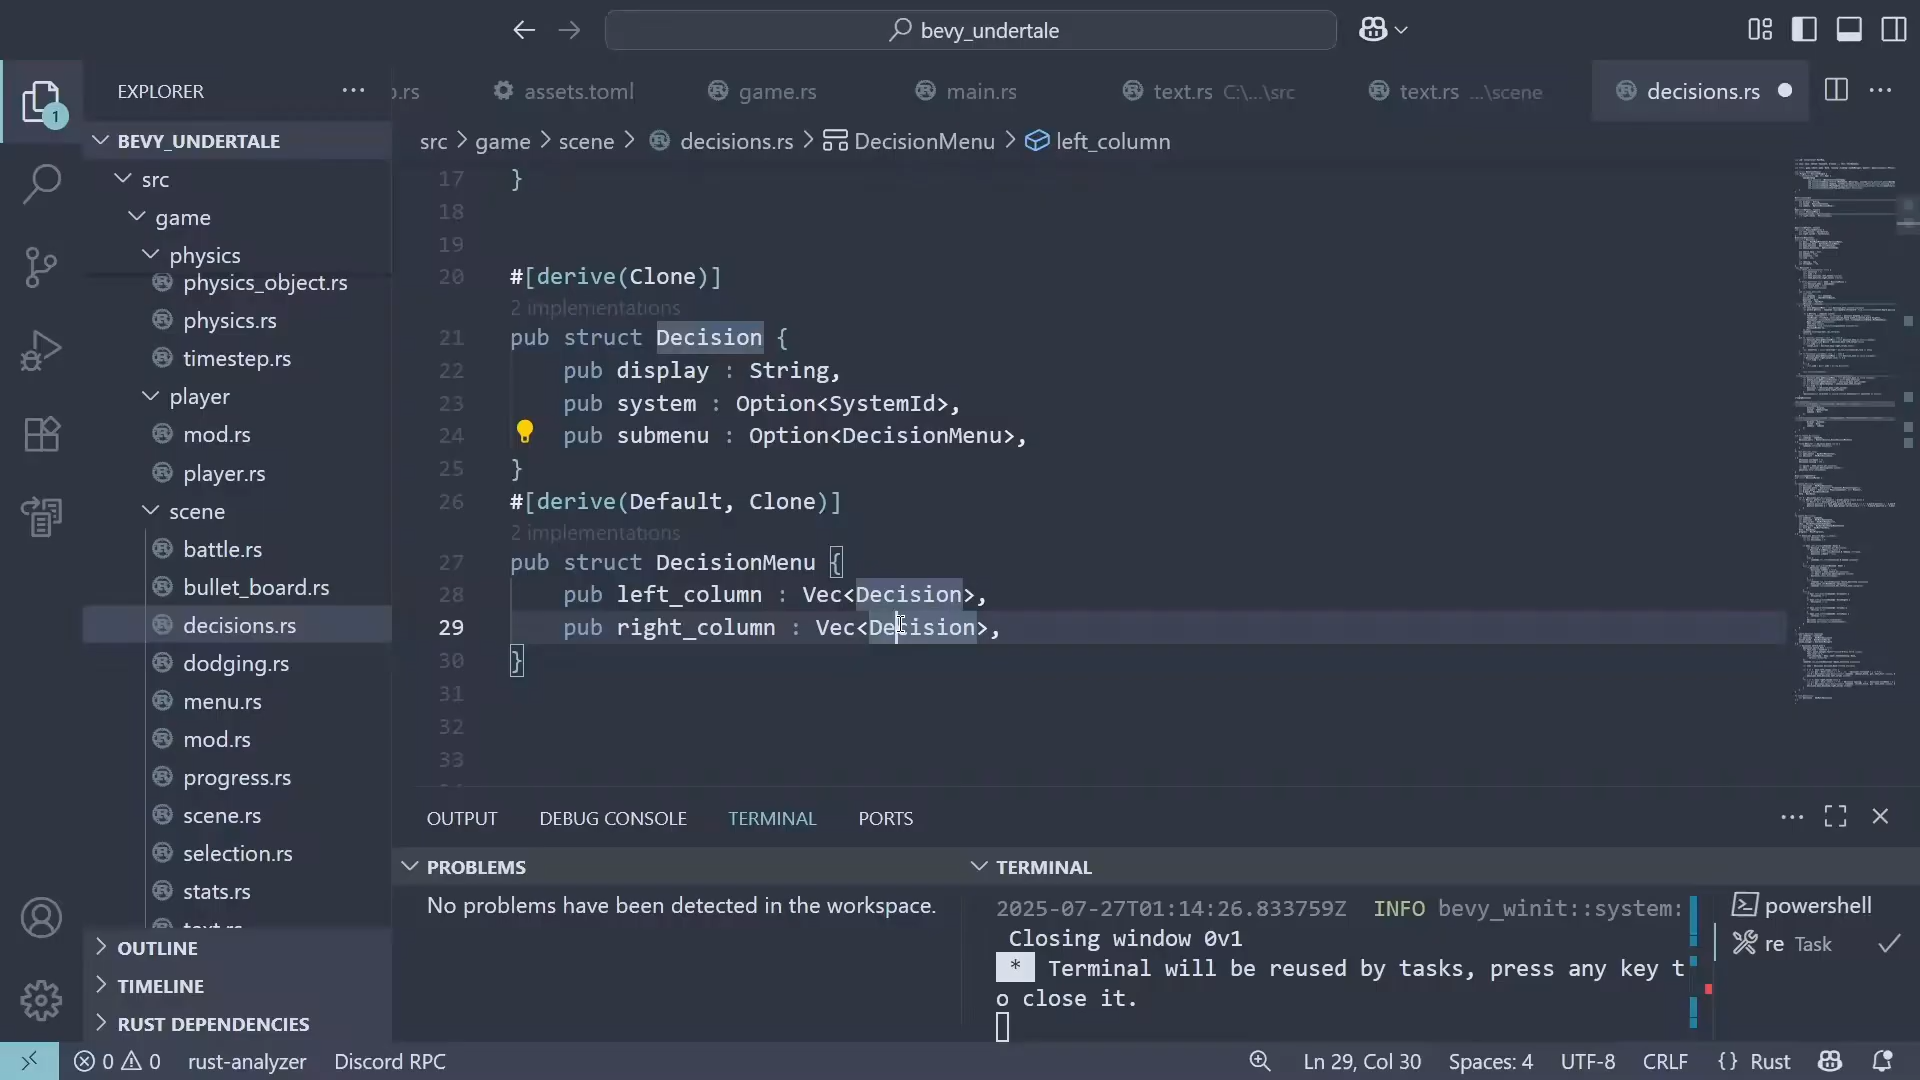 bevy_undertale
EXPLORER
o.rs
assets.toml
game.rs
main.rs
text.rs C:\...\src
text.rs ...\scene
decisions.rs
1
BEVY_UNDERTALE
src
game
physics
physics_object.rs
physics.rs
timestep.rs
player
mod.rs
player.rs
scene
battle.rs
bullet_board.rs
decisions.rs
dodging.rs
menu.rs
mod.rs
progress.rs
scene.rs
selection.rs
stats.rs
text.rs
OUTLINE
TIMELINE
RUST DEPENDENCIES
src > game > scene > decisions.rs > DecisionMenu > left_column
17 }
18
19
20 #[derive(Clone)]
2 implementations
21 pub struct Decision {
22 pub display : String,
23 pub system : Option<SystemId>,
24 pub submenu : Option<DecisionMenu>,
25 }
26 #[derive(Default, Clone)]
2 implementations
27 pub struct DecisionMenu {
28 pub left_column : Vec<Decision>,
29 pub right_column : Vec<Decision>,
30 }
31
32
33
OUTPUT
DEBUG CONSOLE
TERMINAL
PORTS
PROBLEMS
No problems have been detected in the workspace.
TERMINAL
2025-07-27T01:14:26.833759Z INFO bevy_winit::system:
Closing window 0v1
* Terminal will be reused by tasks, press any key t
o close it.
powershell
re Task
0 0
rust-analyzer
Discord RPC
Ln 29, Col 30
Spaces: 4
UTF-8
CRLF
{ } Rust